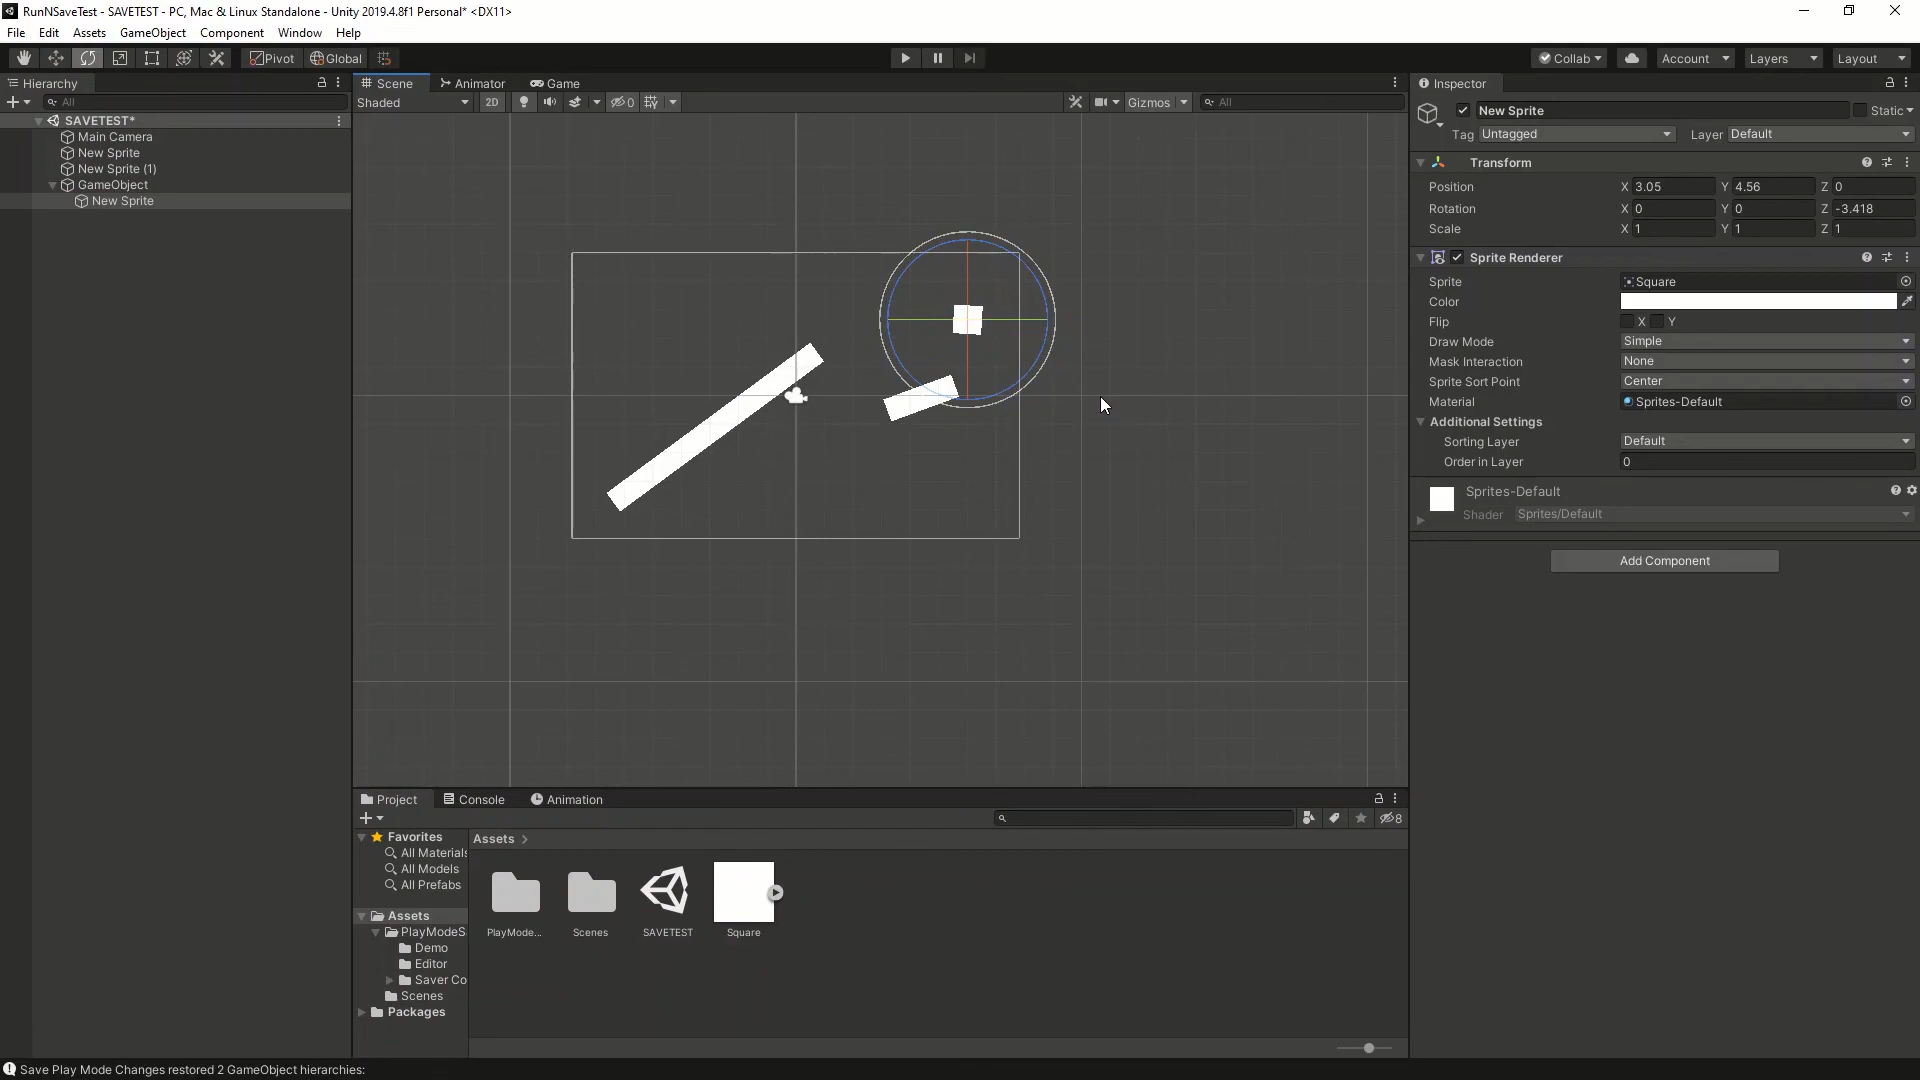 RunNSaveTest - SAVETEST - PC, Mac & Linux Standalone - Unity 2019.4.8f1 Personal* <DX11>
File Edit Assets GameObject Component Window Help
Pivot Global Collab Account Layers Layout
Hierarchy
All
SAVETEST*
Main Camera
New Sprite
New Sprite (1)
GameObject
New Sprite
Scene Animator Game
Shaded 2D 0 Gizmos All
Inspector
New Sprite Static
Tag Untagged Layer Default
Transform
Position X 3.05 Y 4.56 Z 0
Rotation X 0 Y 0 Z -3.418
Scale X 1 Y 1 Z 1
Sprite Renderer
Sprite Square
Color
Flip X Y
Draw Mode Simple
Mask Interaction None
Sprite Sort Point Center
Material Sprites-Default
Additional Settings
Sorting Layer Default
Order in Layer 0
Sprites-Default
Shader Sprites/Default
Add Component
Project Console Animation
8
Favorites
All Materials
All Models
All Prefabs
Assets
PlayModeS
Demo
Editor
Saver Co
Scenes
Packages
Assets >
PlayMode... Scenes SAVETEST Square
Save Play Mode Changes restored 2 GameObject hierarchies: